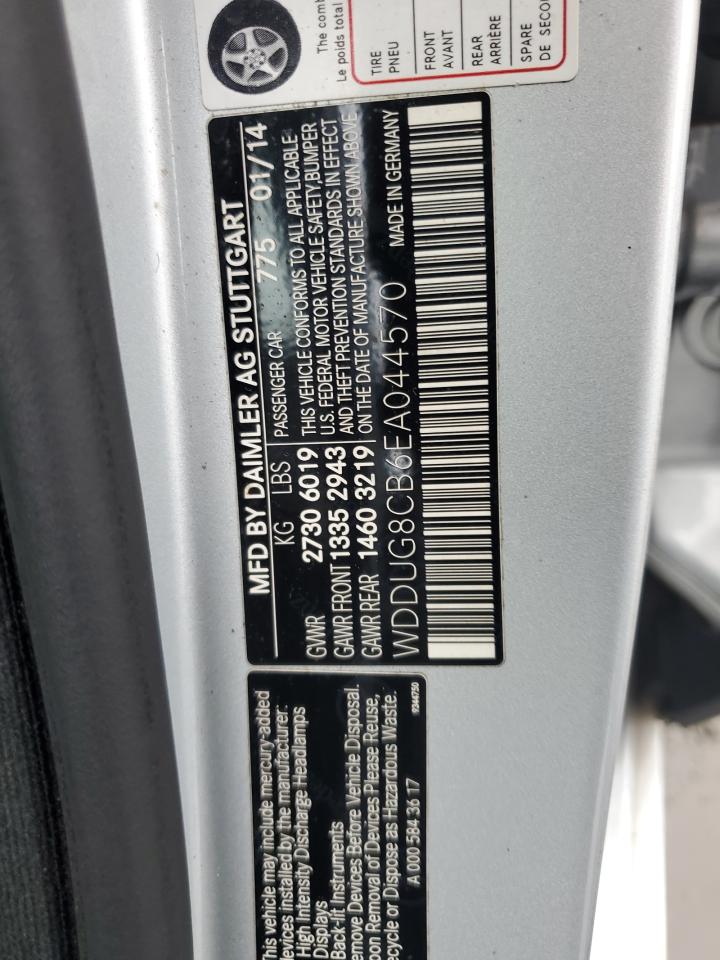 The comb
Le poids total
TIRE
PNEU
FRONT
AVANT
REAR
ARRIÈRE
SPARE
DE SECO
MFD BY DAIMLER AG STUTTGART
KG LBS PASSENGER CAR 775 01/14
GVWR 2730 6019
GAWR FRONT 1335 2943
GAWR REAR 1460 3219
THIS VEHICLE CONFORMS TO ALL APPLICABLE
U.S. FEDERAL MOTOR VEHICLE SAFETY, BUMPER
AND THEFT PREVENTION STANDARDS IN EFFECT
ON THE DATE OF MANUFACTURE SHOWN ABOVE
WDDUG8CB6EA044570 MADE IN GERMANY
This vehicle may include mercury-added
devices installed by the manufacturer:
High Intensity Discharge Headlamps
Displays
Back-lit Instruments
Remove Devices Before Vehicle Disposal.
Upon Removal of Devices Please Reuse,
Recycle or Dispose as Hazardous Waste.
A 000 584 36 17
9344750